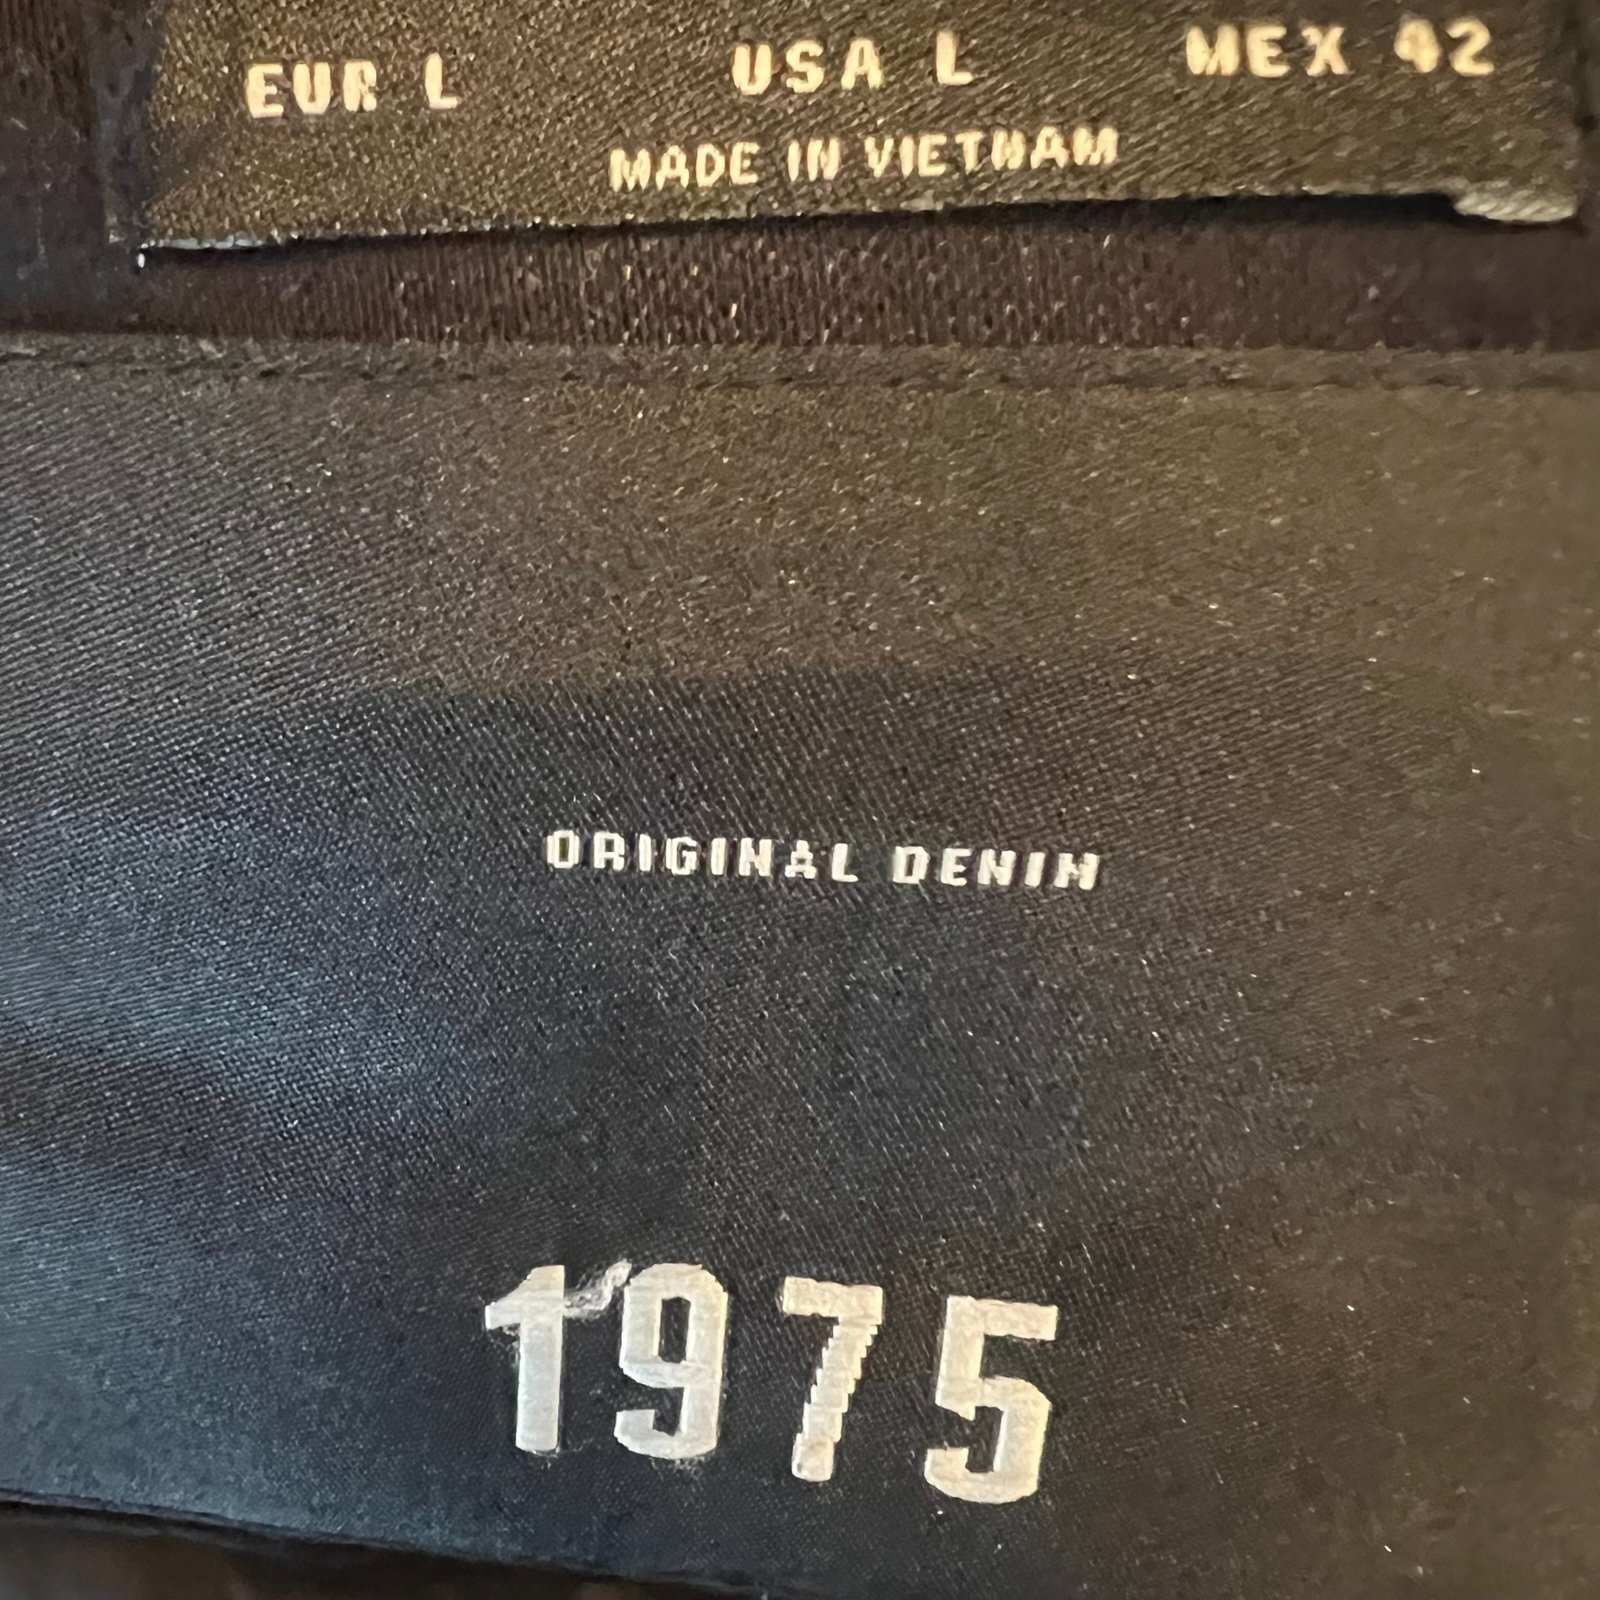 EUR L USA L MEX 42
MADE IN VIETNAM
ORIGINAL DENIM
1975